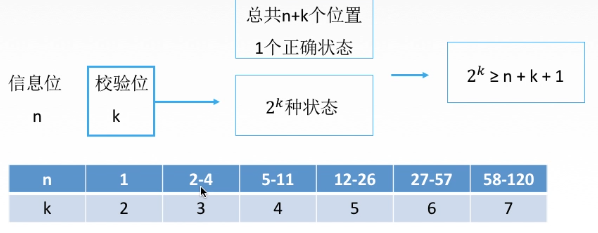 总共n+k个位置
1个正确状态
信息位
n
校验位
k
2^k种状态
2^k ≥ n + k + 1
n 1 2-4 5-11 12-26 27-57 58-120
k 2 3 4 5 6 7